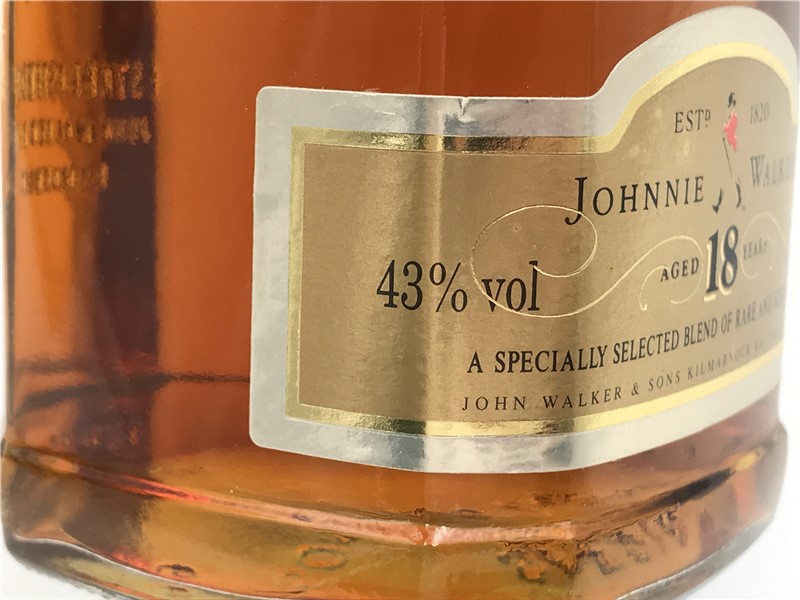 ESTD 1820
JOHNNIE WALKE
AGED 18 YEARS
43% vol
A SPECIALLY SELECTED BLEND OF RARE AND
JOHN WALKER & SONS KILMARNOCK